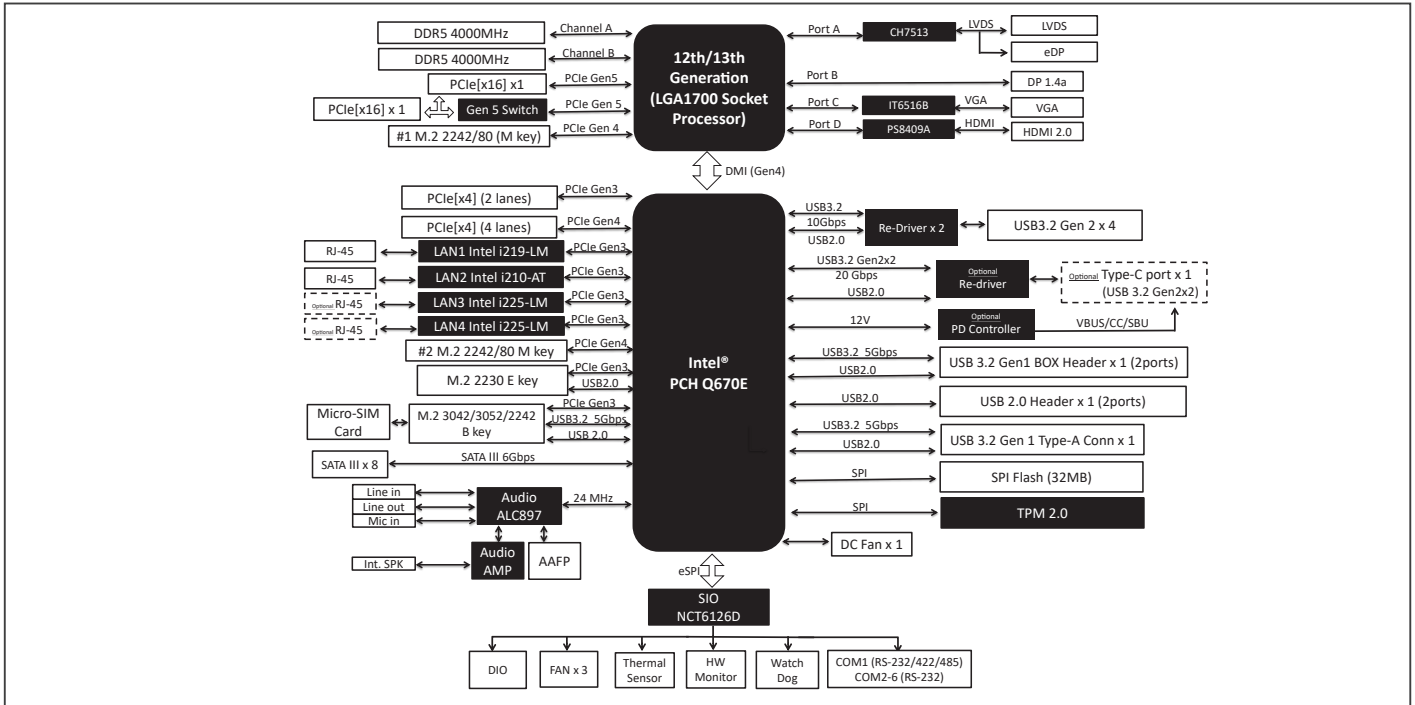 DDR5 4000MHz
Channel A
DDR5 4000MHz
Channel B
PCIe[x16] x1
PCIe Gen5
PCIe[x16] x 1
Gen 5 Switch
PCIe Gen 5
#1 M.2 2242/80 (M key)
PCIe Gen 4
12th/13th
Generation
(LGA1700 Socket
Processor)
Port A
CH7513
LVDS
LVDS
eDP
Port B
DP 1.4a
Port C
IT6516B
VGA
VGA
Port D
PS8409A
HDMI
HDMI 2.0
DMI (Gen4)
PCIe[x4] (2 lanes)
PCIe Gen3
PCIe[x4] (4 lanes)
PCIe Gen4
RJ-45
LAN1 Intel i219-LM
PCIe Gen3
RJ-45
LAN2 Intel i210-AT
PCIe Gen3
Optional RJ-45
LAN3 Intel i225-LM
PCIe Gen3
Optional RJ-45
LAN4 Intel i225-LM
PCIe Gen3
#2 M.2 2242/80 M key
PCIe Gen4
M.2 2230 E key
PCIe Gen3
USB2.0
Micro-SIM
Card
M.2 3042/3052/2242
B key
PCIe Gen3
USB3.2 5Gbps
USB 2.0
SATA III x 8
SATA III 6Gbps
Line in
Line out
Mic in
Audio
ALC897
24 MHz
Int. SPK
Audio
AMP
AAFP
Intel®
PCH Q670E
USB3.2
10Gbps
USB2.0
Re-Driver x 2
USB3.2 Gen 2 x 4
USB3.2 Gen2x2
20 Gbps
USB2.0
Optional
Re-driver
Optional Type-C port x 1
(USB 3.2 Gen2x2)
12V
Optional
PD Controller
VBUS/CC/SBU
USB3.2 5Gbps
USB2.0
USB 3.2 Gen1 BOX Header x 1 (2ports)
USB2.0
USB 2.0 Header x 1 (2ports)
USB3.2 5Gbps
USB2.0
USB 3.2 Gen 1 Type-A Conn x 1
SPI
SPI Flash (32MB)
SPI
TPM 2.0
DC Fan x 1
eSPI
SIO
NCT6126D
DIO
FAN x 3
Thermal
Sensor
HW
Monitor
Watch
Dog
COM1 (RS-232/422/485)
COM2-6 (RS-232)